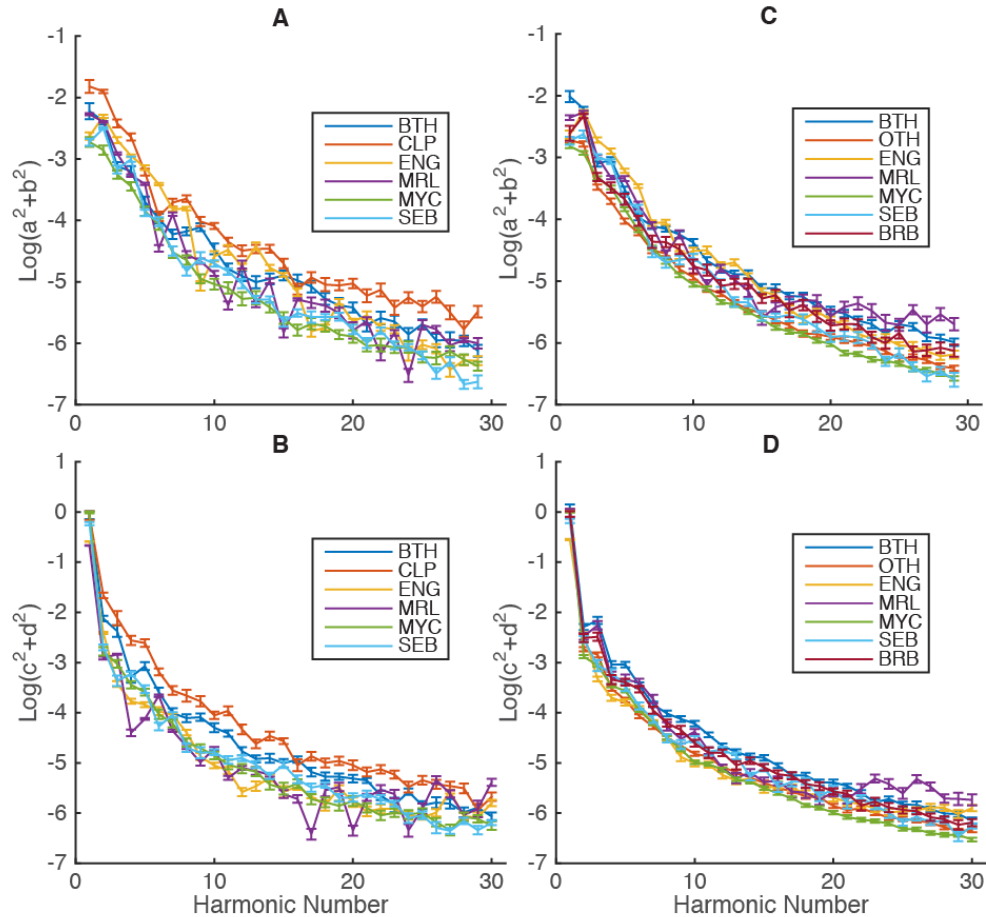 A
Log(a²+b²)
-1
-2
-3
-4
-5
-6
-7
0
10
20
30
BTH
CLP
ENG
MRL
MYC
SEB
C
Log(a²+b²)
-1
-2
-3
-4
-5
-6
-7
0
10
20
30
BTH
OTH
ENG
MRL
MYC
SEB
BRB
B
Log(c²+d²)
1
0
-1
-2
-3
-4
-5
-6
-7
0
10
20
30
Harmonic Number
BTH
CLP
ENG
MRL
MYC
SEB
D
Log(c²+d²)
1
0
-1
-2
-3
-4
-5
-6
-7
0
10
20
30
Harmonic Number
BTH
OTH
ENG
MRL
MYC
SEB
BRB